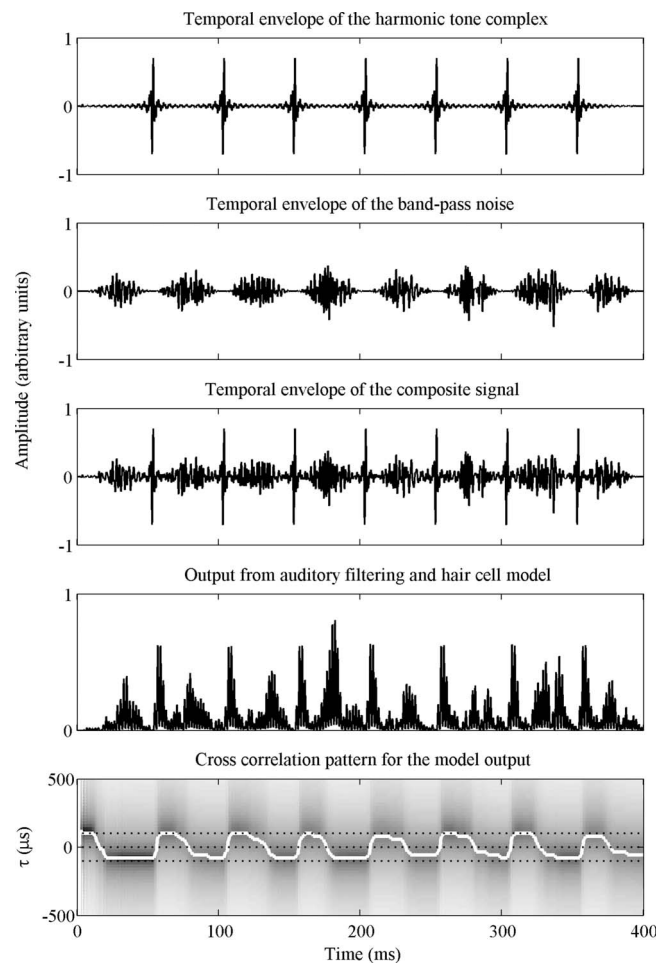 Temporal envelope of the harmonic tone complex
1
0
-1
Temporal envelope of the band-pass noise
1
0
-1
Amplitude (arbitrary units)
Temporal envelope of the composite signal
1
0
-1
Output from auditory filtering and hair cell model
1
0
Cross correlation pattern for the model output
500
0
-500
τ (μs)
0 100 200 300 400
Time (ms)